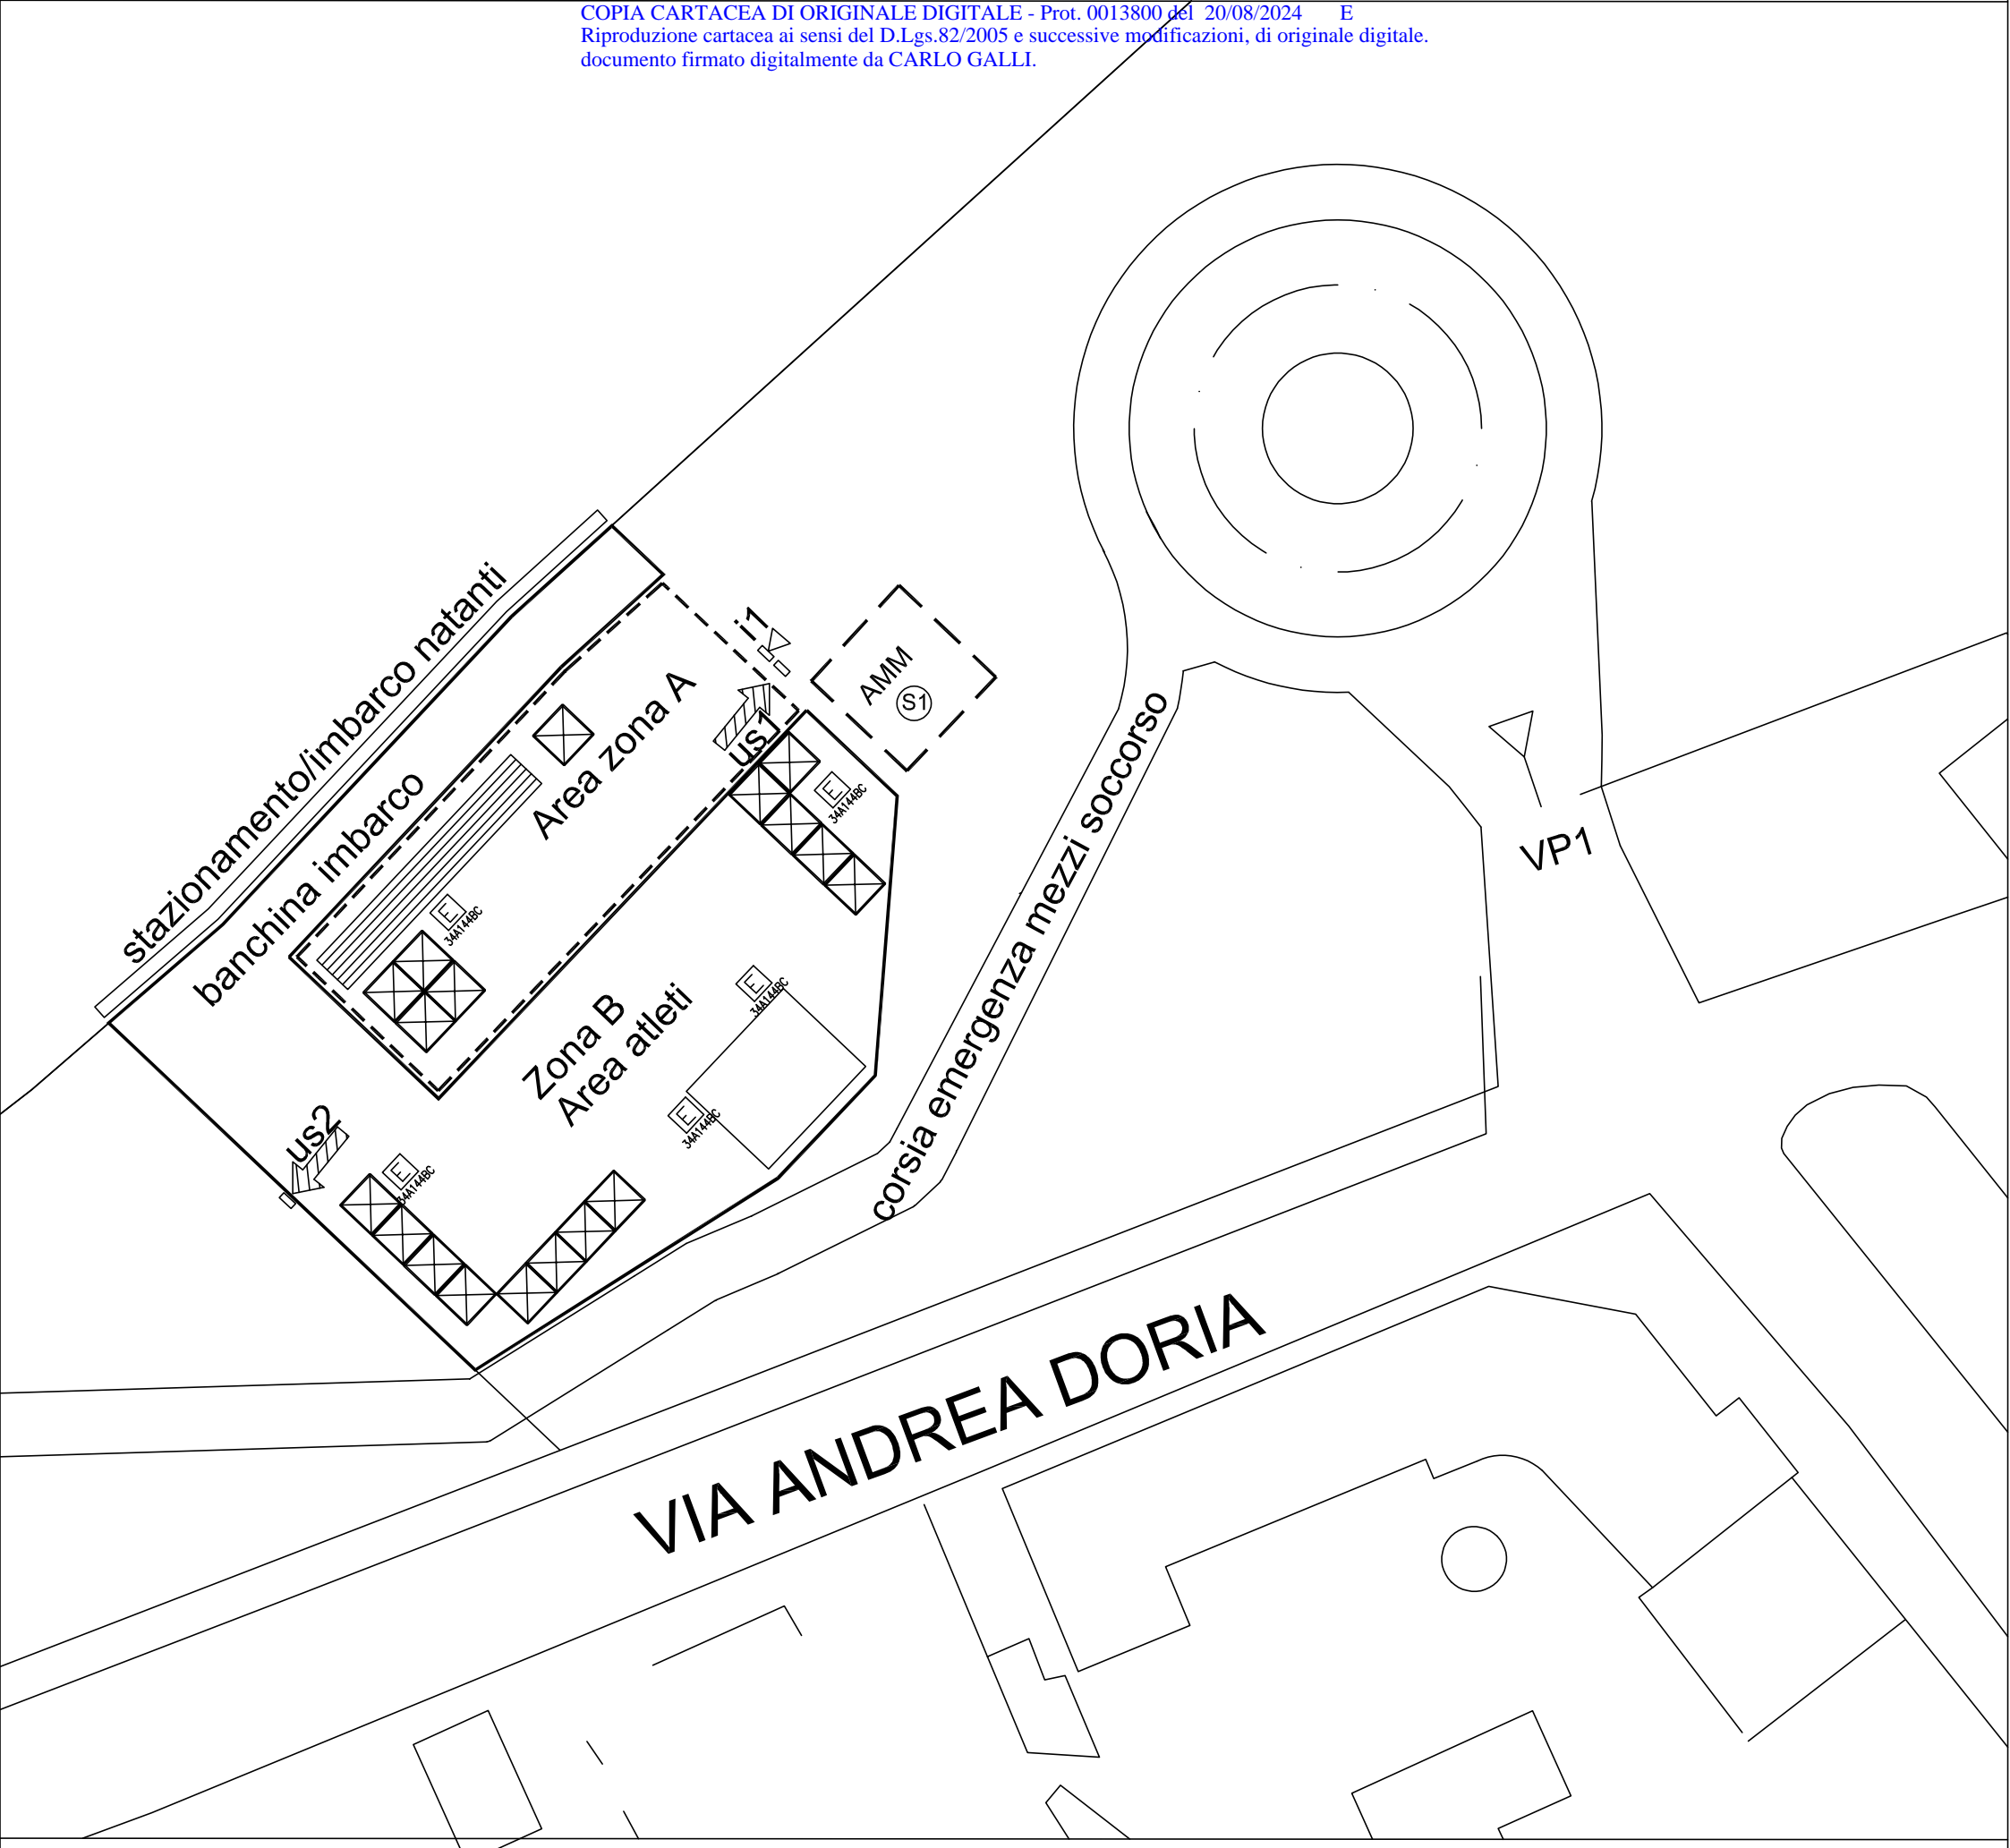 COPIA CARTACEA DI ORIGINALE DIGITALE - Prot. 0013800 del 20/08/2024 E
Riproduzione cartacea ai sensi del D.Lgs.82/2005 e successive modificazioni, di originale digitale.
documento firmato digitalmente da CARLO GALLI.
stazionamento/imbarco natanti
banchina imbarco
Area zona A
i1
us1
AMM
S1
E
34A144BC
E
34A144BC
E
34A144BC
E
34A144BC
E
34A144BC
Zona B
Area atleti
us2
corsia emergenza mezzi soccorso
VP1
VIA ANDREA DORIA